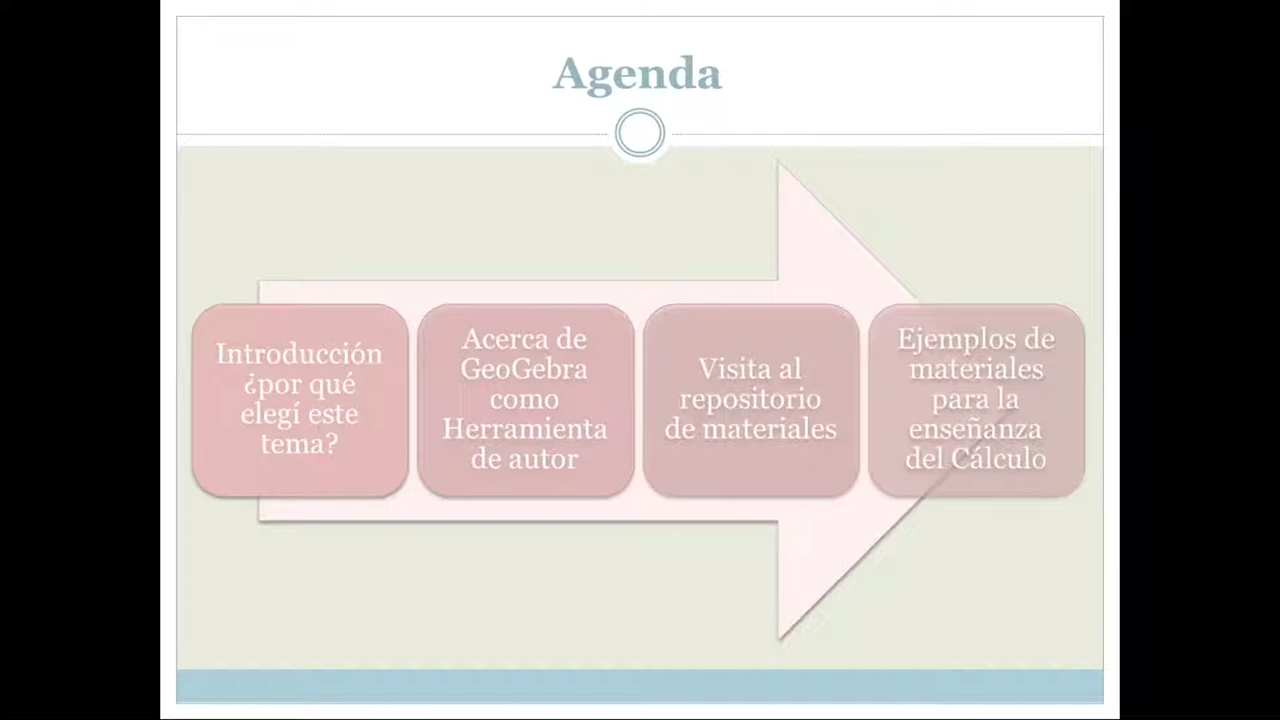 Agenda
Introducción
¿por qué
elegí este
tema?
Acerca de
GeoGebra
como
Herramienta
de autor
Visita al
repositorio
de materiales
Ejemplos de
materiales
para la
enseñanza
del Cálculo